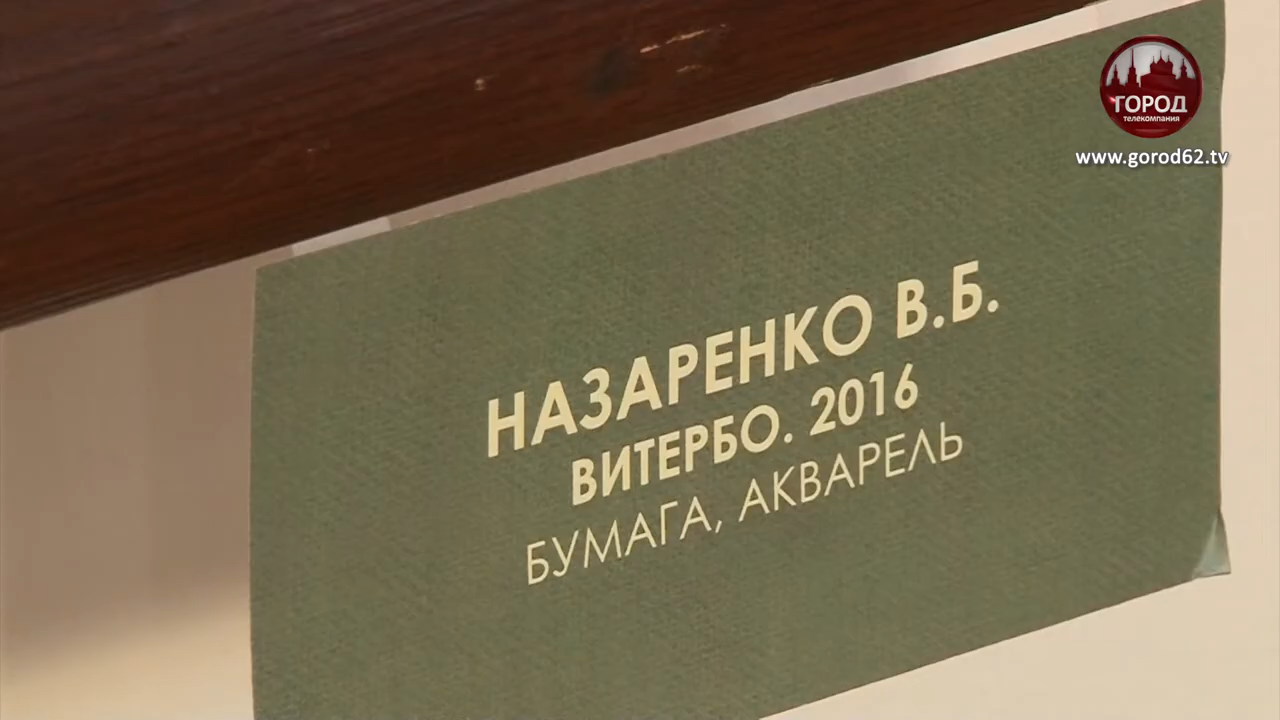 ГОРОД
телекомпания
www.gorod62.tv
НАЗАРЕНКО В.Б.
ВИТЕРБО. 2016
БУМАГА, АКВАРЕЛЬ